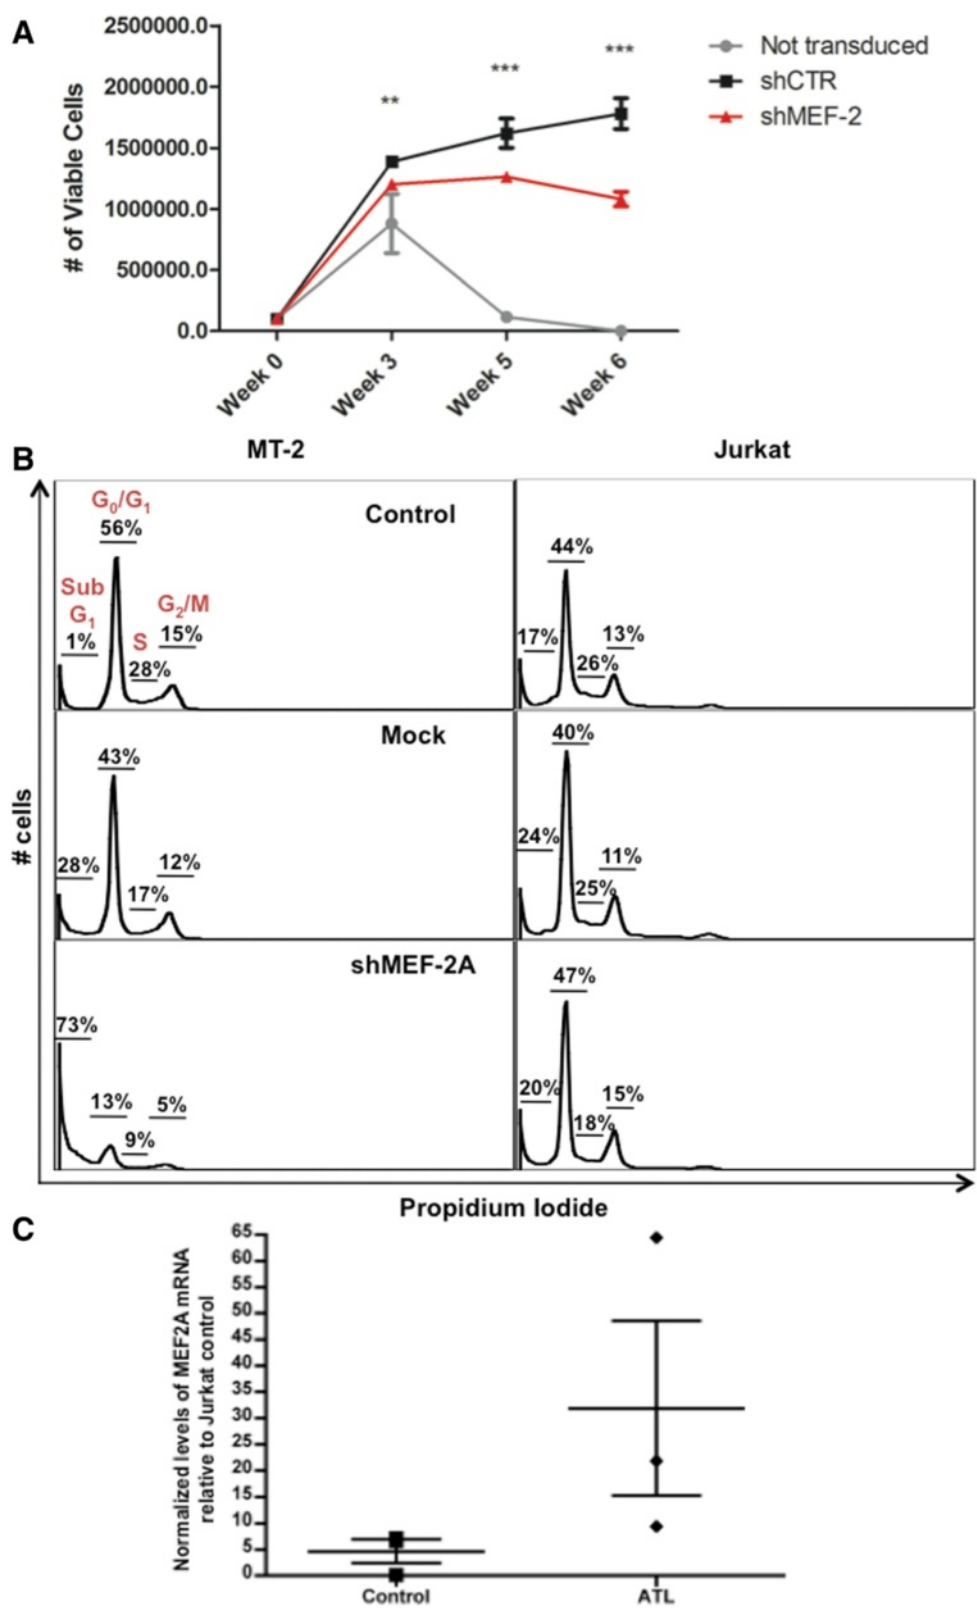 A
2500000.0
2000000.0
1500000.0
1000000.0
500000.0
0.0
# of Viable Cells
**
***
***
Not transduced
shCTR
shMEF-2
Week 0
Week 3
Week 5
Week 6
B
MT-2
Jurkat
# cells
Control
G0/G1
56%
Sub
G1
1%
S
28%
G2/M
15%
17%
44%
26%
13%
Mock
28%
43%
17%
12%
24%
40%
25%
11%
shMEF-2A
73%
13%
9%
5%
20%
47%
18%
15%
Propidium Iodide
C
Normalized levels of MEF2A mRNA
relative to Jurkat control
65
60
55
50
45
40
35
30
25
20
15
10
5
0
Control
ATL